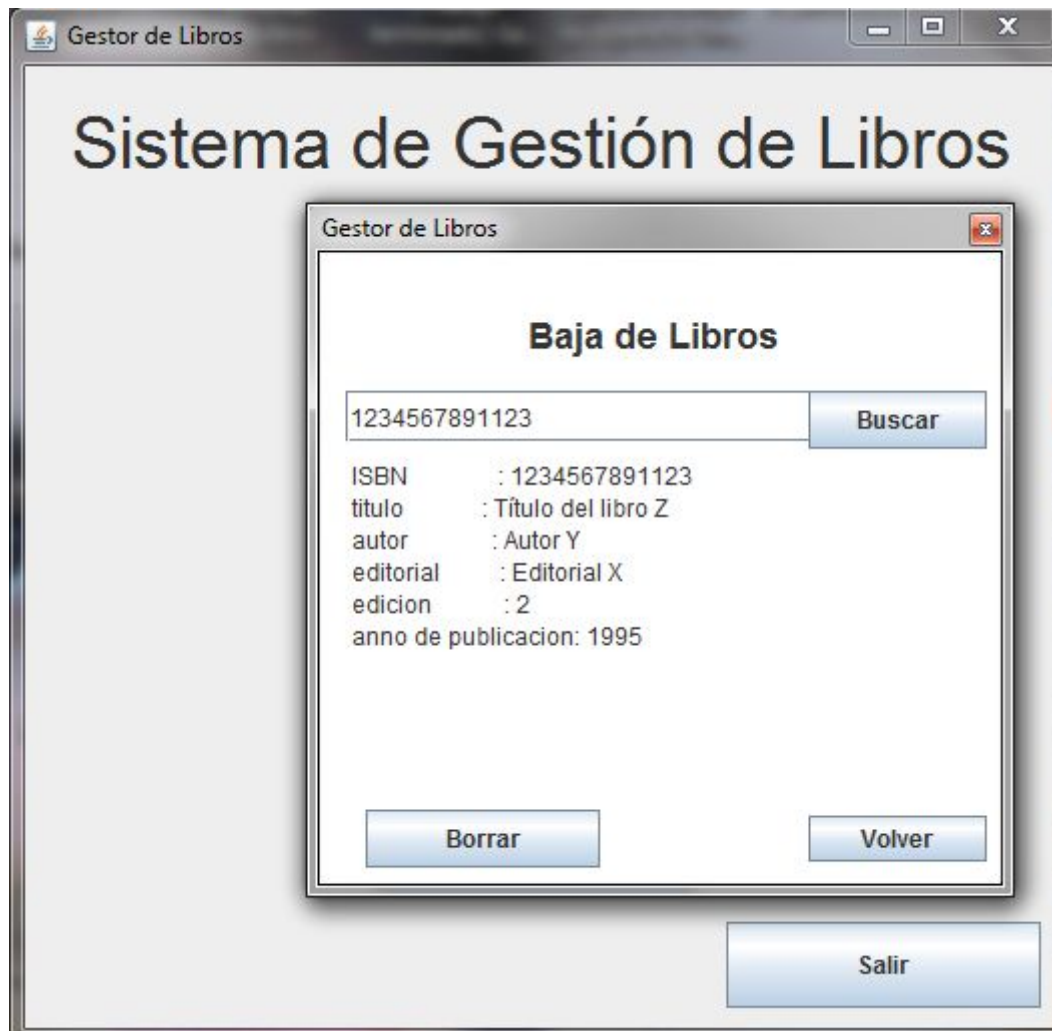 Gestor de Libros
Sistema de Gestión de Libros
Gestor de Libros
Baja de Libros
1234567891123 Buscar
ISBN : 1234567891123
titulo : Título del libro Z
autor : Autor Y
editorial : Editorial X
edicion : 2
anno de publicacion: 1995
Borrar Volver
Salir